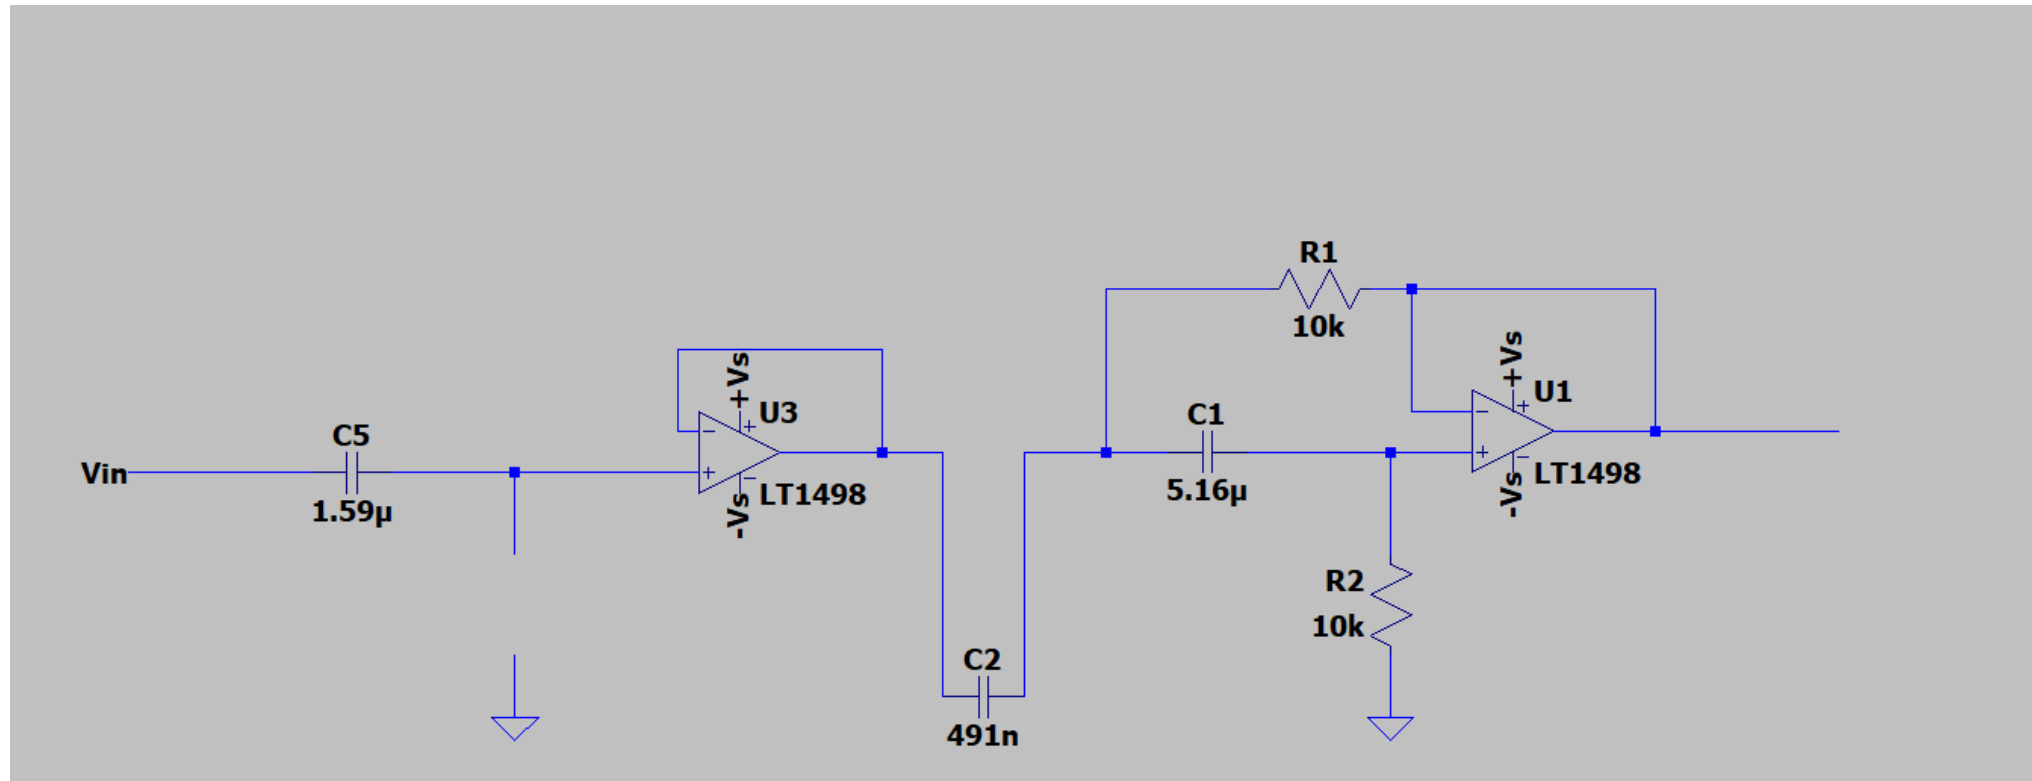 R1
10k
+Vs
U1
+Vs
U3
C1
C5
Vin
LT1498
5.16µ
LT1498
-Vs
1.59µ
-Vs
R2
10k
C2
491n